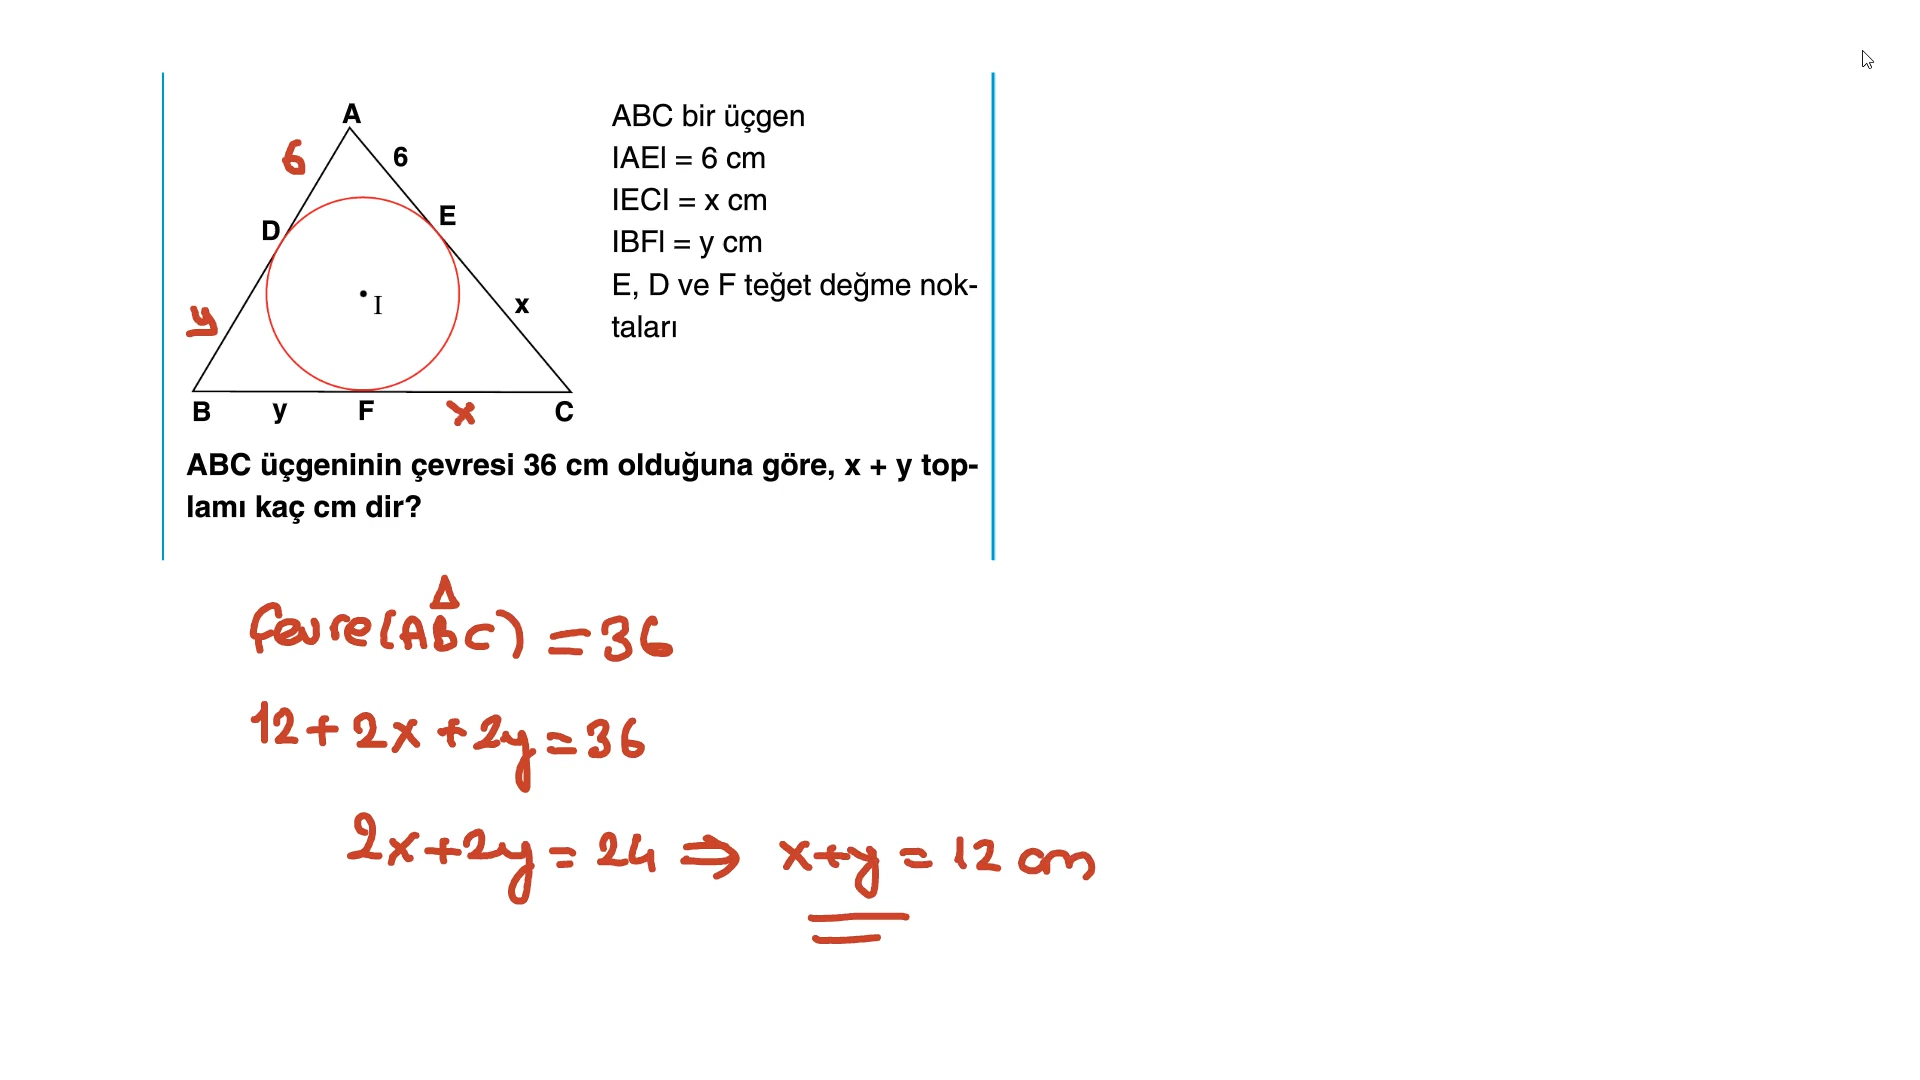 A
6
6
D
E
I
y
x
B
y
F
x
C
ABC bir üçgen
IAEI = 6 cm
IECI = x cm
IBFI = y cm
E, D ve F teğet değme nok-
taları
ABC üçgeninin çevresi 36 cm olduğuna göre, x + y top-
lamı kaç cm dir?
Δ
Çevre(ABC) = 36
12 + 2x + 2y = 36
2x + 2y = 24 ⇒ x + y = 12 cm